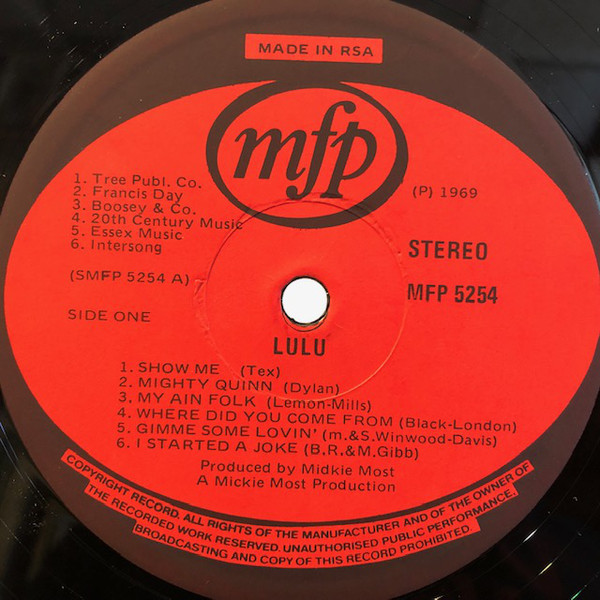 MADE IN RSA
mfp
1. Tree Publ. Co.
2. Francis Day
3. Boosey & Co.
4. 20th Century Music
5. Essex Music
6. Intersong
(P) 1969
(SMFP 5254 A)
STEREO
MFP 5254
SIDE ONE
LULU
1. SHOW ME (Tex)
2. MIGHTY QUINN (Dylan)
3. MY AIN FOLK (Lemon-Mills)
4. WHERE DID YOU COME FROM (Black-London)
5. GIMME SOME LOVIN' (m.&S.Winwood-Davis)
6. I STARTED A JOKE (B.R.&M.Gibb)
Produced by Midkie Most
A Mickie Most Production
COPYRIGHT RECORD. ALL RIGHTS OF THE MANUFACTURER AND OF THE OWNER OF
THE RECORDED WORK RESERVED. UNAUTHORISED PUBLIC PERFORMANCE,
BROADCASTING AND COPY OF THIS RECORD PROHIBITED.